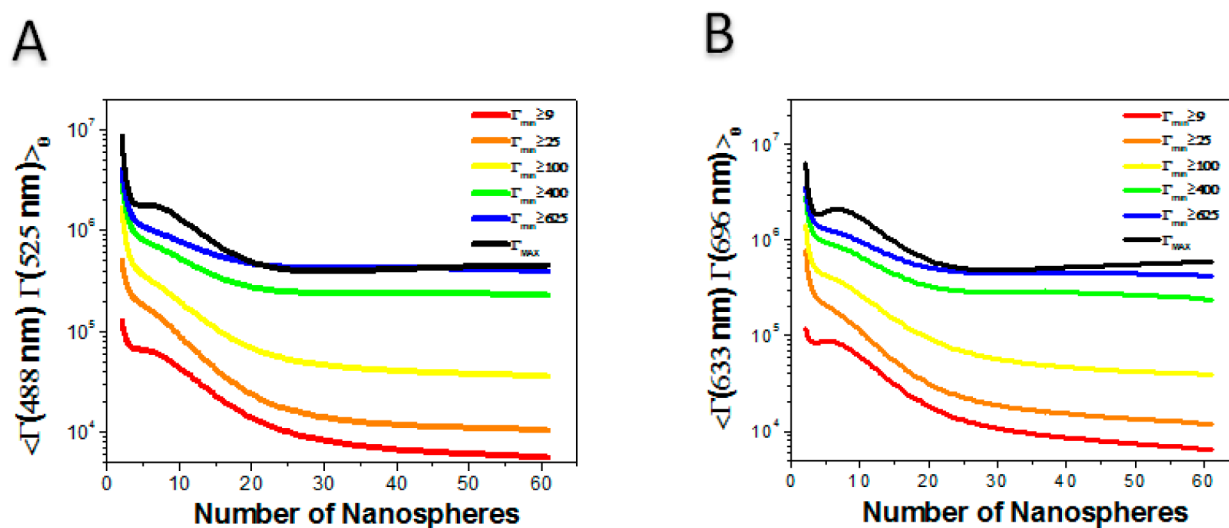 A
B
<Γ(488 nm) Γ(525 nm)>θ
10⁷
10⁶
10⁵
10⁴
0 10 20 30 40 50 60
Number of Nanospheres
Γmin≥9
Γmin≥25
Γmin≥100
Γmin≥400
Γmin≥625
ΓMAX
<Γ(633 nm) Γ(696 nm)>θ
10⁷
10⁶
10⁵
10⁴
0 10 20 30 40 50 60
Number of Nanospheres
Γmin≥9
Γmin≥25
Γmin≥100
Γmin≥400
Γmin≥625
ΓMAX